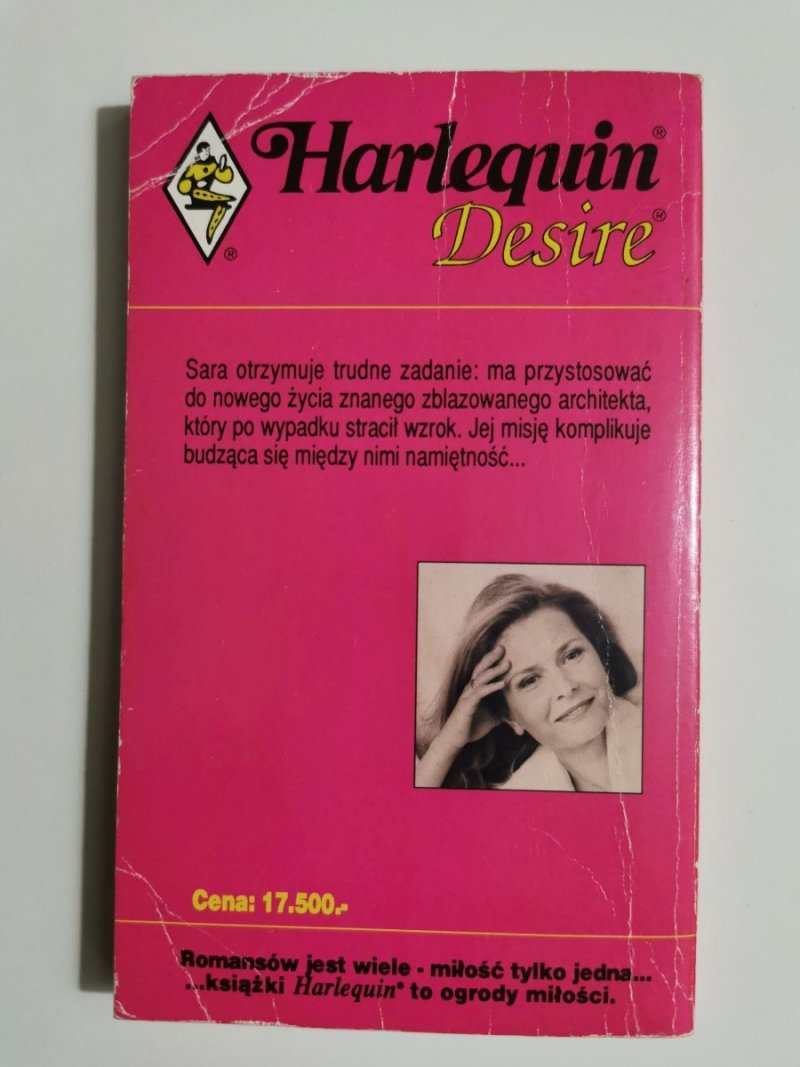 Harlequin®
Desire®
®
Sara otrzymuje trudne zadanie: ma przystosować
do nowego życia znanego zblazowanego architekta,
który po wypadku stracił wzrok. Jej misję komplikuje
budząca się między nimi namiętność...
Cena: 17.500.-
Romansów jest wiele - miłość tylko jedna...
...książki Harlequin® to ogrody miłości.